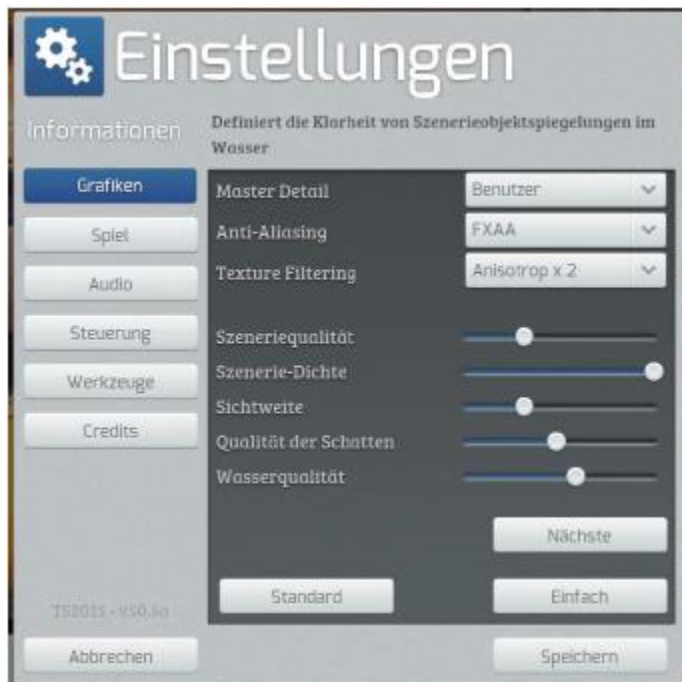 Einstellungen
Informationen
Definiert die Klarheit von Szenerieobjektspiegelungen im
Wasser
Grafiken
Spiel
Audio
Steuerung
Werkzeuge
Credits
Master Detail
Benutzer
Anti-Aliasing
FXAA
Texture Filtering
Anisotrop x 2
Szeneriequalität
Szenerie-Dichte
Sichtweite
Qualität der Schatten
Wasserqualität
Nächste
Standard
Einfach
TS2015 -
Abbrechen
Speichern